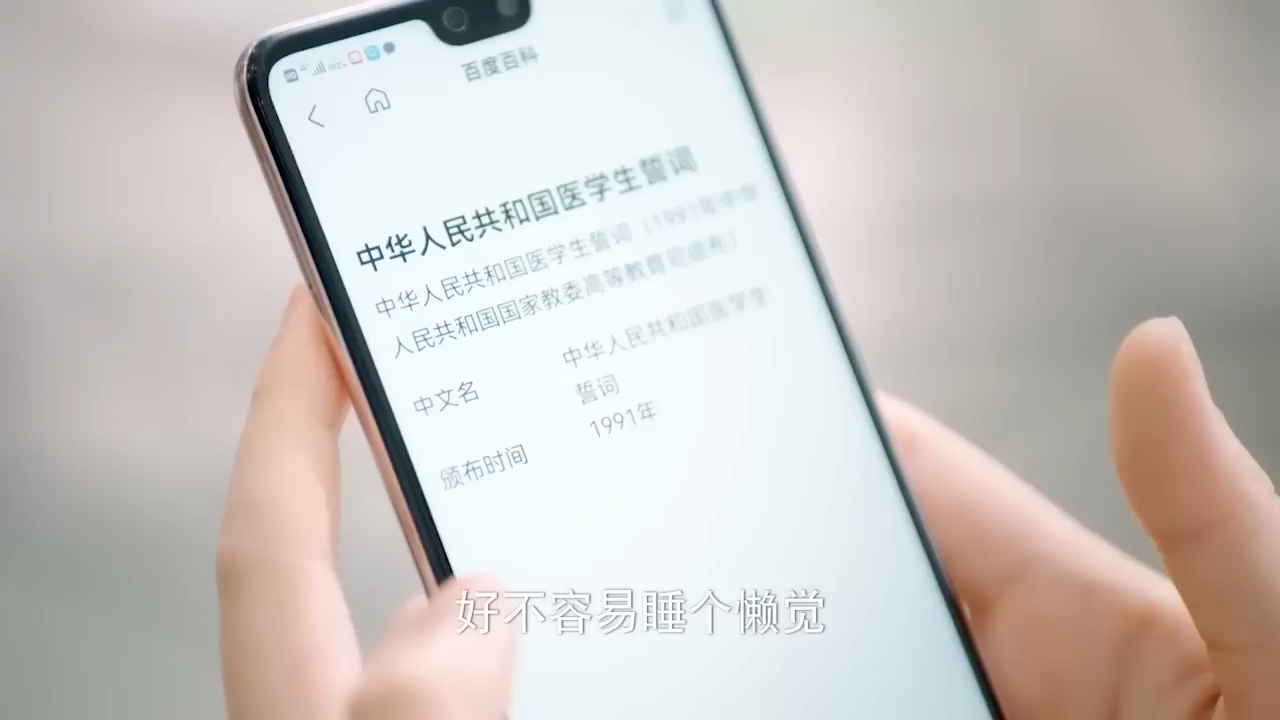 百度百科
中华人民共和国医学生誓词
中华人民共和国医学生誓词（1991年中华
人民共和国国家教委高等教育司颁布）
中文名
中华人民共和国医学生
誓词
颁布时间
1991年
好不容易睡个懒觉